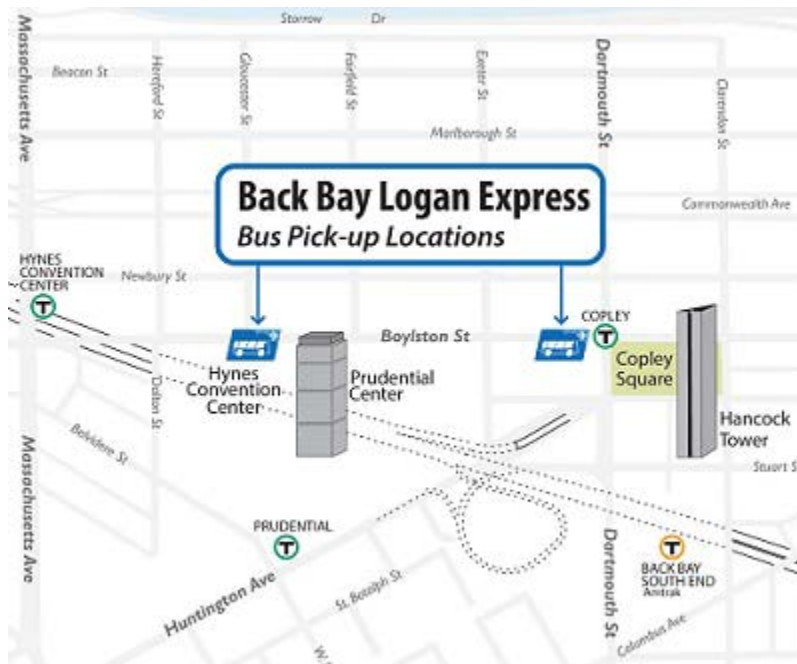 Storrow Dr
Massachusetts Ave
Beacon St
Hereford St
Gloucester St
Fairfield St
Exeter St
Dartmouth St
Clarendon St
Marlborough St
Back Bay Logan Express
Bus Pick-up Locations
Commonwealth Ave
HYNES
CONVENTION
CENTER
T
Newbury St
COPLEY
T
Boylston St
Hynes
Convention
Center
Prudential
Center
Copley
Square
Hancock
Tower
Dalton St
Belvidere St
Massachusetts Ave
Stuart S
PRUDENTIAL
T
T
BACK BAY
SOUTH END
Amtrak
Dartmouth St
Huntington Ave
St. Botolph St
Columbus Ave
W